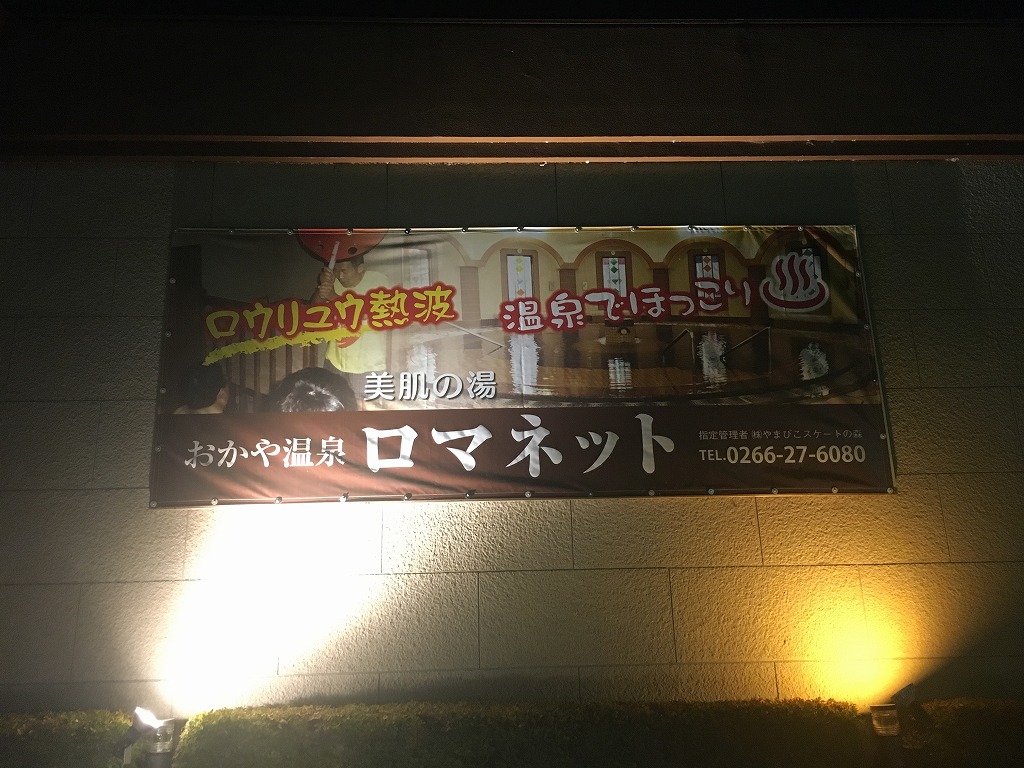 ロウリュウ熱波
温泉でほっこり
美肌の湯
おかや温泉 ロマネット
指定管理者 ㈱やまびこスケートの森
TEL.0266-27-6080